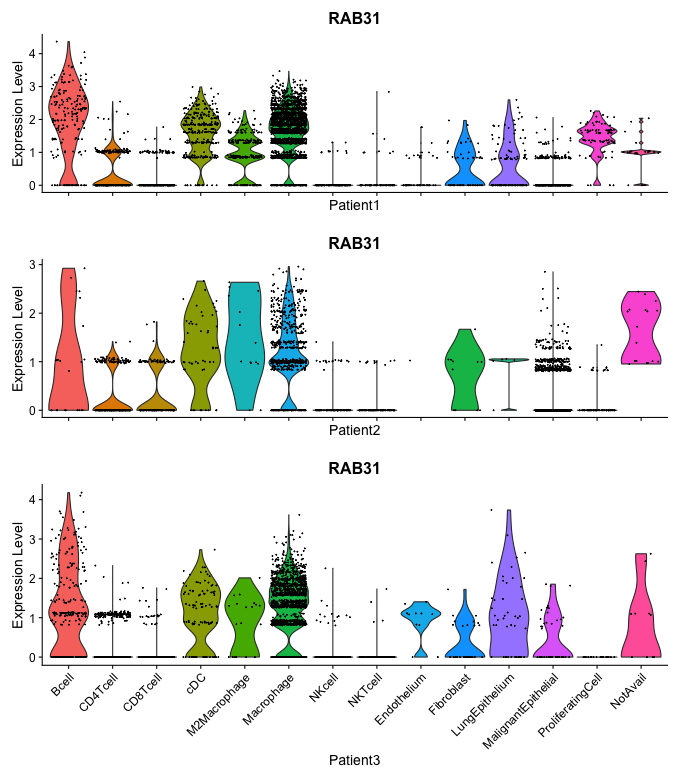 RAB31
Expression Level
4
3
2
1
0
Patient1
RAB31
Expression Level
3
2
1
0
Patient2
RAB31
Expression Level
4
3
2
1
0
Bcell
CD4Tcell
CD8Tcell
cDC
M2Macrophage
Macrophage
NKcell
NKTcell
Endothelium
Fibroblast
LungEpithelium
MalignantEpithelial
ProliferatingCell
NotAvail
Patient3